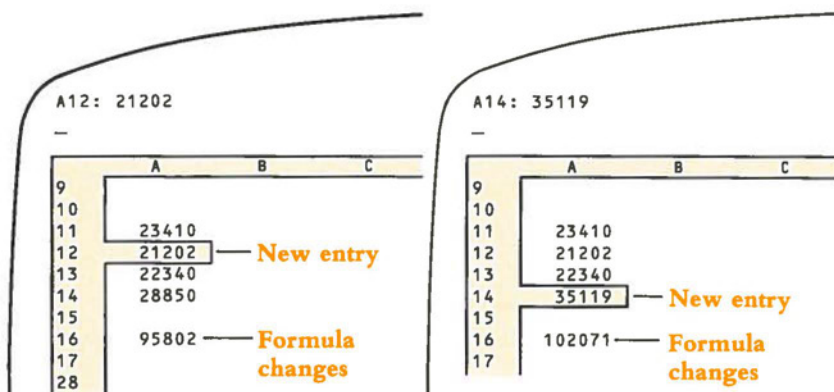 A12: 21202
_
A B C
9
10
11 23410
12 21202 New entry
13 22340
14 28850
15
16 95802 Formula
17 changes
28
A14: 35119
_
A B C
9
10
11 23410
12 21202
13 22340
14 35119 New entry
15
16 102071 Formula
17 changes